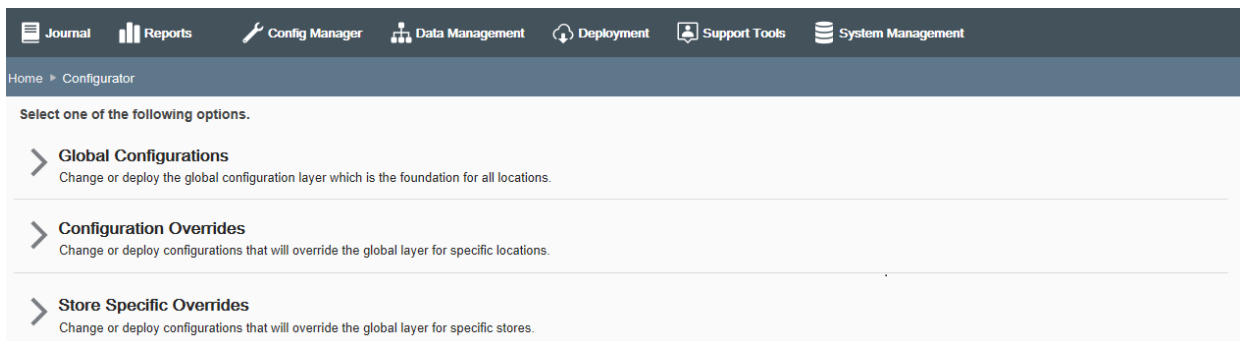 Journal Reports Config Manager Data Management Deployment Support Tools System Management
Home Configurator
Select one of the following options.
Global Configurations
Change or deploy the global configuration layer which is the foundation for all locations.
Configuration Overrides
Change or deploy configurations that will override the global layer for specific locations.
Store Specific Overrides
Change or deploy configurations that will override the global layer for specific stores.